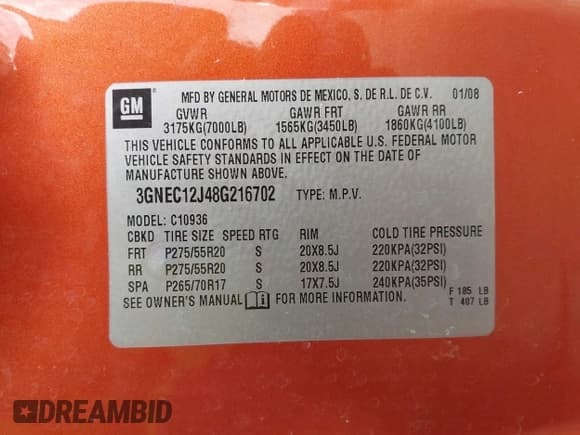 GM
MFD BY GENERAL MOTORS DE MEXICO, S. DE R.L. DE C.V. 01/08
GVWR GAWR FRT GAWR RR
3175KG(7000LB) 1565KG(3450LB) 1860KG(4100LB)
THIS VEHICLE CONFORMS TO ALL APPLICABLE U.S. FEDERAL MOTOR
VEHICLE SAFETY STANDARDS IN EFFECT ON THE DATE OF
MANUFACTURE SHOWN ABOVE.
3GNEC12J48G216702 TYPE: M.P.V.
MODEL: C10936
CBKD TIRE SIZE SPEED RTG RIM COLD TIRE PRESSURE
FRT P275/55R20 S 20X8.5J 220KPA(32PSI)
RR P275/55R20 S 20X8.5J 220KPA(32PSI)
SPA P265/70R17 S 17X7.5J 240KPA(35PSI)
SEE OWNER'S MANUAL i FOR MORE INFORMATION.
F 185 LB
T 407 LB
DREAMBID